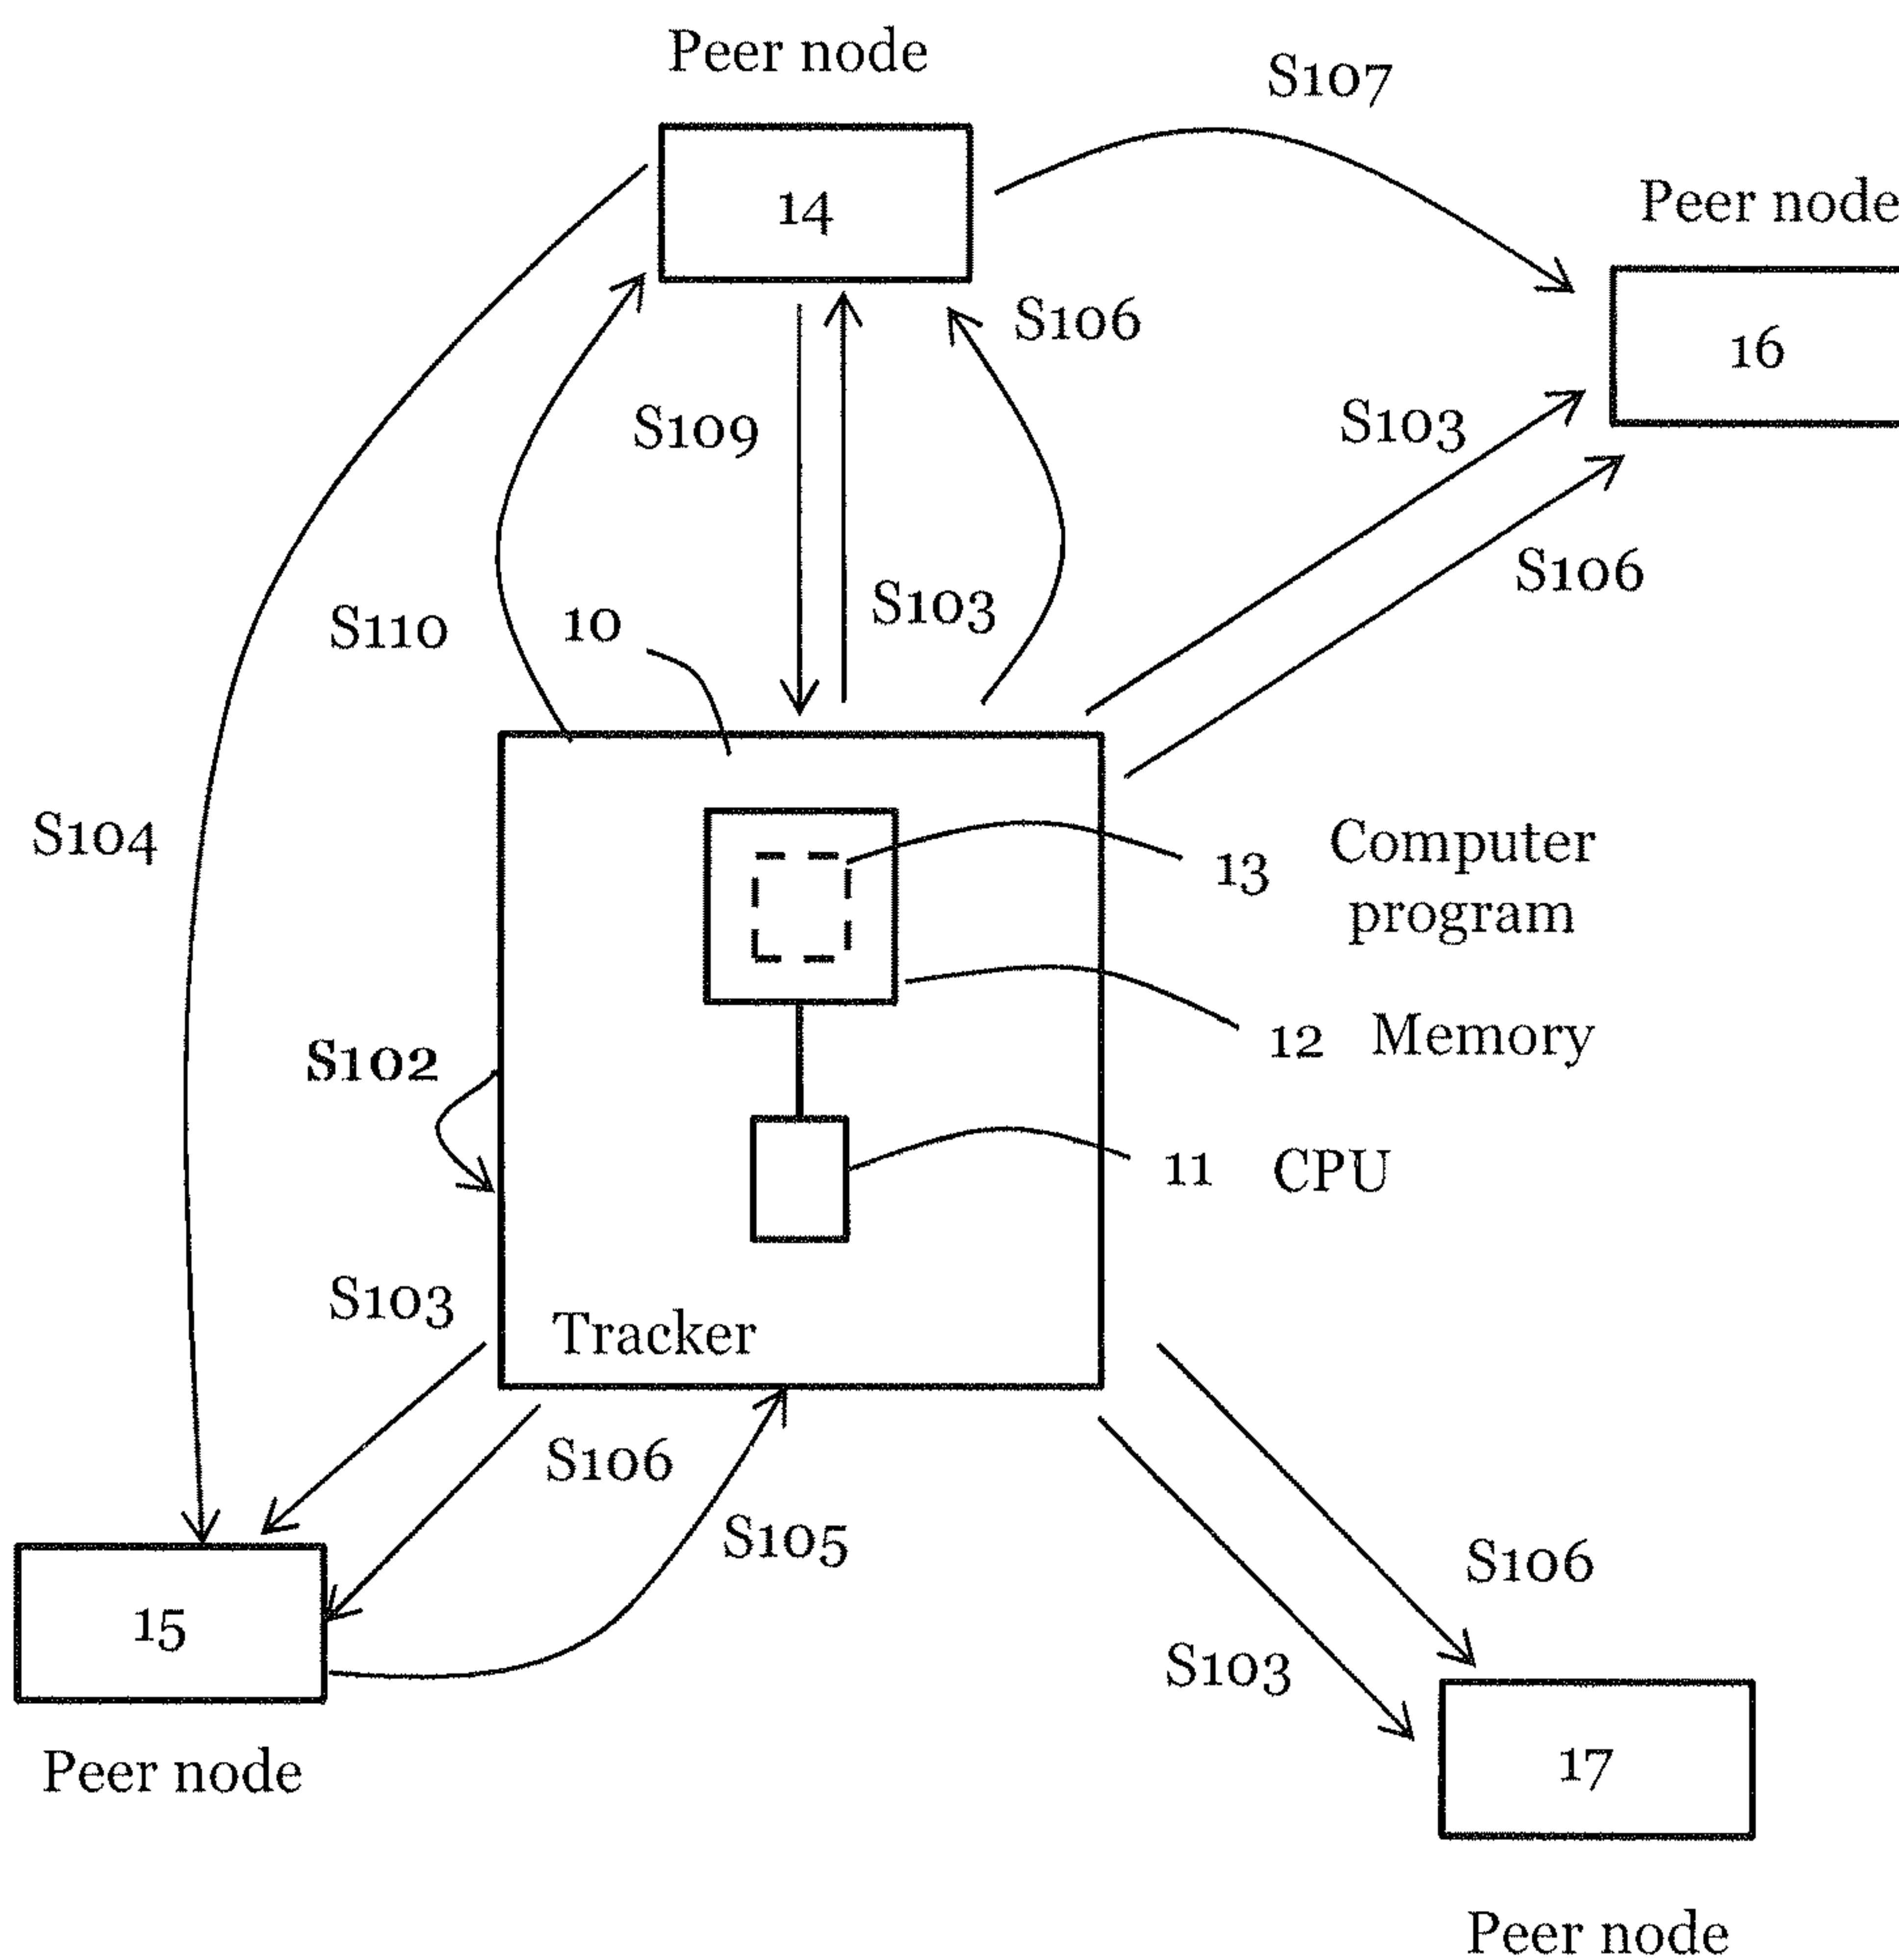 Peer node
S107
14
Peer node
S106
16
S109
S103
S106
S103
S110
10
S104
13 Computer
program
S102
12 Memory
11 CPU
S103
Tracker
S106
S105
S106
15
S103
17
Peer node
Peer node